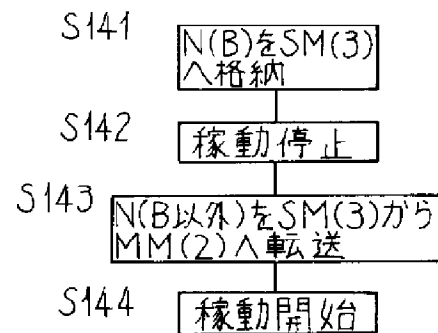 S141
N(B)をSM(3)
へ格納
S142
稼動停止
S143
N(B以外)をSM(3)から
MM(2)へ転送
S144
稼動開始